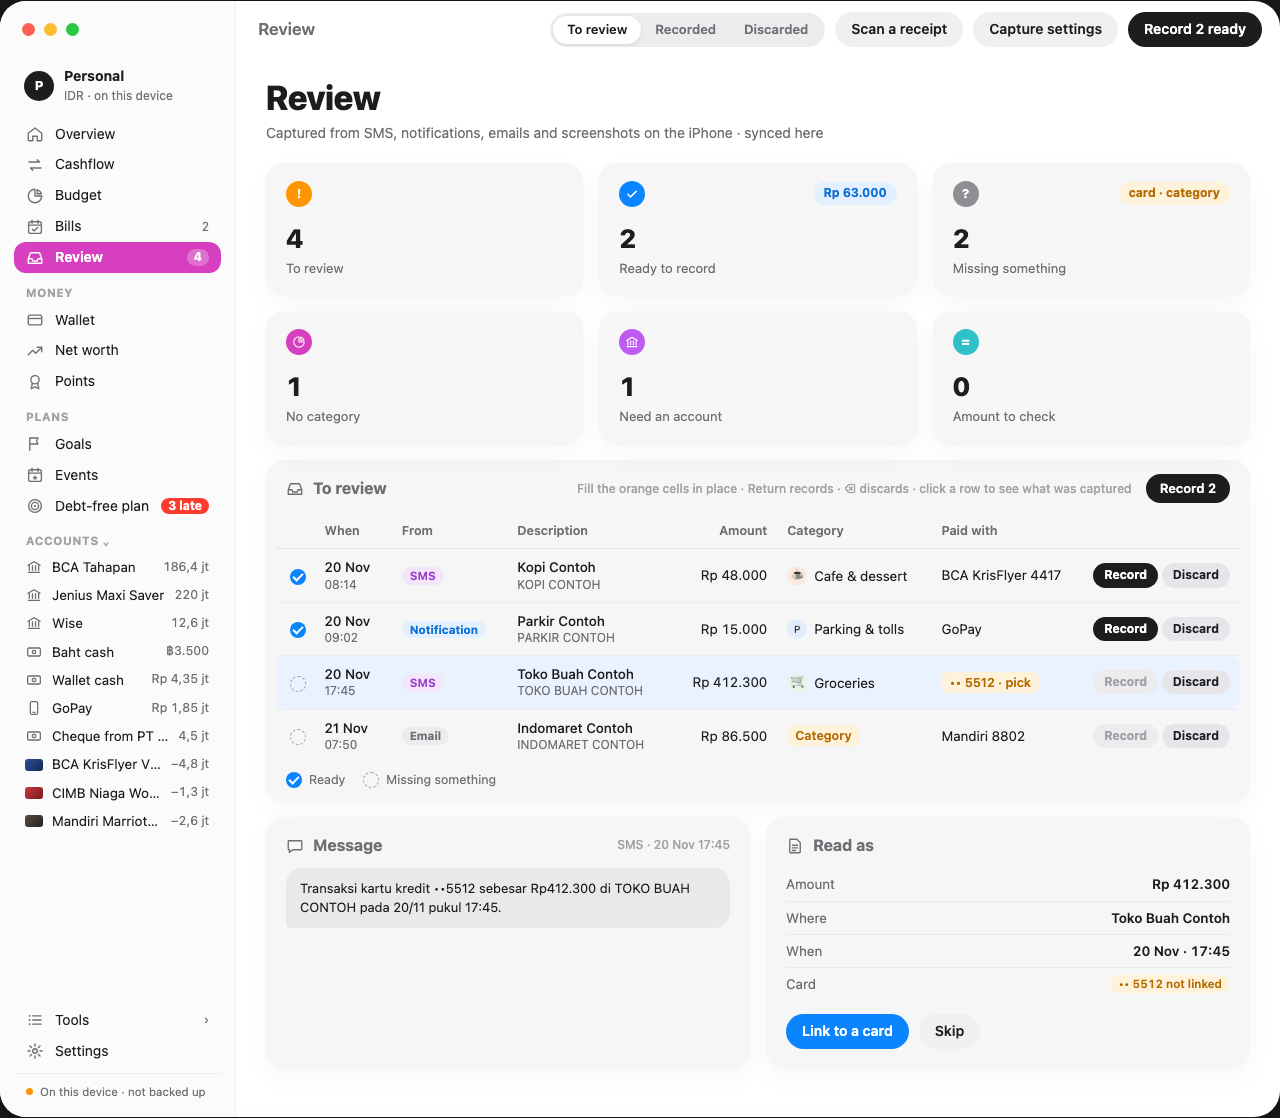 Review
To review
Recorded
Discarded
Scan a receipt
Capture settings
Record 2 ready
P
Personal
IDR · on this device
Overview
Cashflow
Budget
Bills 2
Review 4
MONEY
Wallet
Net worth
Points
PLANS
Goals
Events
Debt-free plan 3 late
ACCOUNTS
BCA Tahapan 186,4 jt
Jenius Maxi Saver 220 jt
Wise 12,6 jt
Baht cash ฿3.500
Wallet cash Rp 4,35 jt
GoPay Rp 1,85 jt
Cheque from PT ... 4,5 jt
BCA KrisFlyer V... −4,8 jt
CIMB Niaga Wo... −1,3 jt
Mandiri Marriot... −2,6 jt
Tools ›
Settings
On this device · not backed up
Review
Captured from SMS, notifications, emails and screenshots on the iPhone · synced here
!
4
To review
Rp 63.000
2
Ready to record
?
card · category
2
Missing something
1
No category
1
Need an account
=
0
Amount to check
To review
Fill the orange cells in place · Return records · ⌫ discards · click a row to see what was captured
Record 2
When From Description Amount Category Paid with
20 Nov SMS Kopi Contoh Rp 48.000 Cafe & dessert BCA KrisFlyer 4417 Record Discard
08:14 KOPI CONTOH
20 Nov Notification Parkir Contoh Rp 15.000 P Parking & tolls GoPay Record Discard
09:02 PARKIR CONTOH
20 Nov SMS Toko Buah Contoh Rp 412.300 Groceries •• 5512 · pick Record Discard
17:45 TOKO BUAH CONTOH
21 Nov Email Indomaret Contoh Rp 86.500 Category Mandiri 8802 Record Discard
07:50 INDOMARET CONTOH
Ready Missing something
Message
SMS · 20 Nov 17:45
Transaksi kartu kredit ••5512 sebesar Rp412.300 di TOKO BUAH
CONTOH pada 20/11 pukul 17:45.
Read as
Amount Rp 412.300
Where Toko Buah Contoh
When 20 Nov · 17:45
Card •• 5512 not linked
Link to a card
Skip